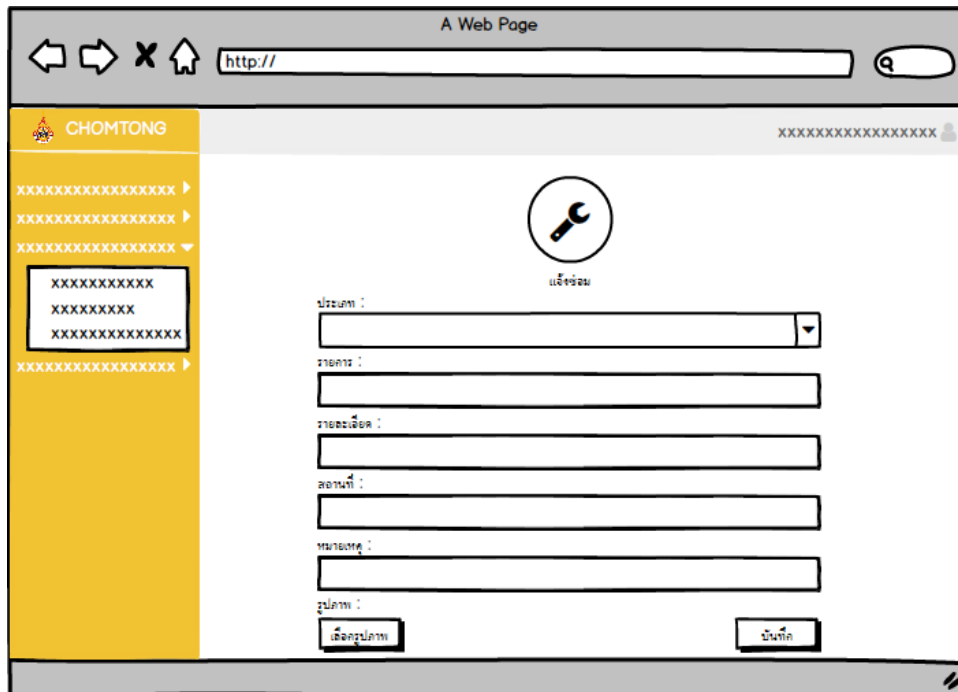 A Web Page
http://
CHOMTONG
xxxxxxxxxxxxxxxxx
xxxxxxxxxxxxxxxxx
xxxxxxxxxxxxxxxxx
xxxxxxxxxxxxxxxxx
xxxxxxxxxxx
xxxxxxxxx
xxxxxxxxxxxxxx
xxxxxxxxxxxxxxxxx
แจ้งซ่อม
ประเภท :
รายการ :
รายละเอียด :
สถานที่ :
หมายเหตุ :
รูปภาพ :
เลือกรูปภาพ
บันทึก